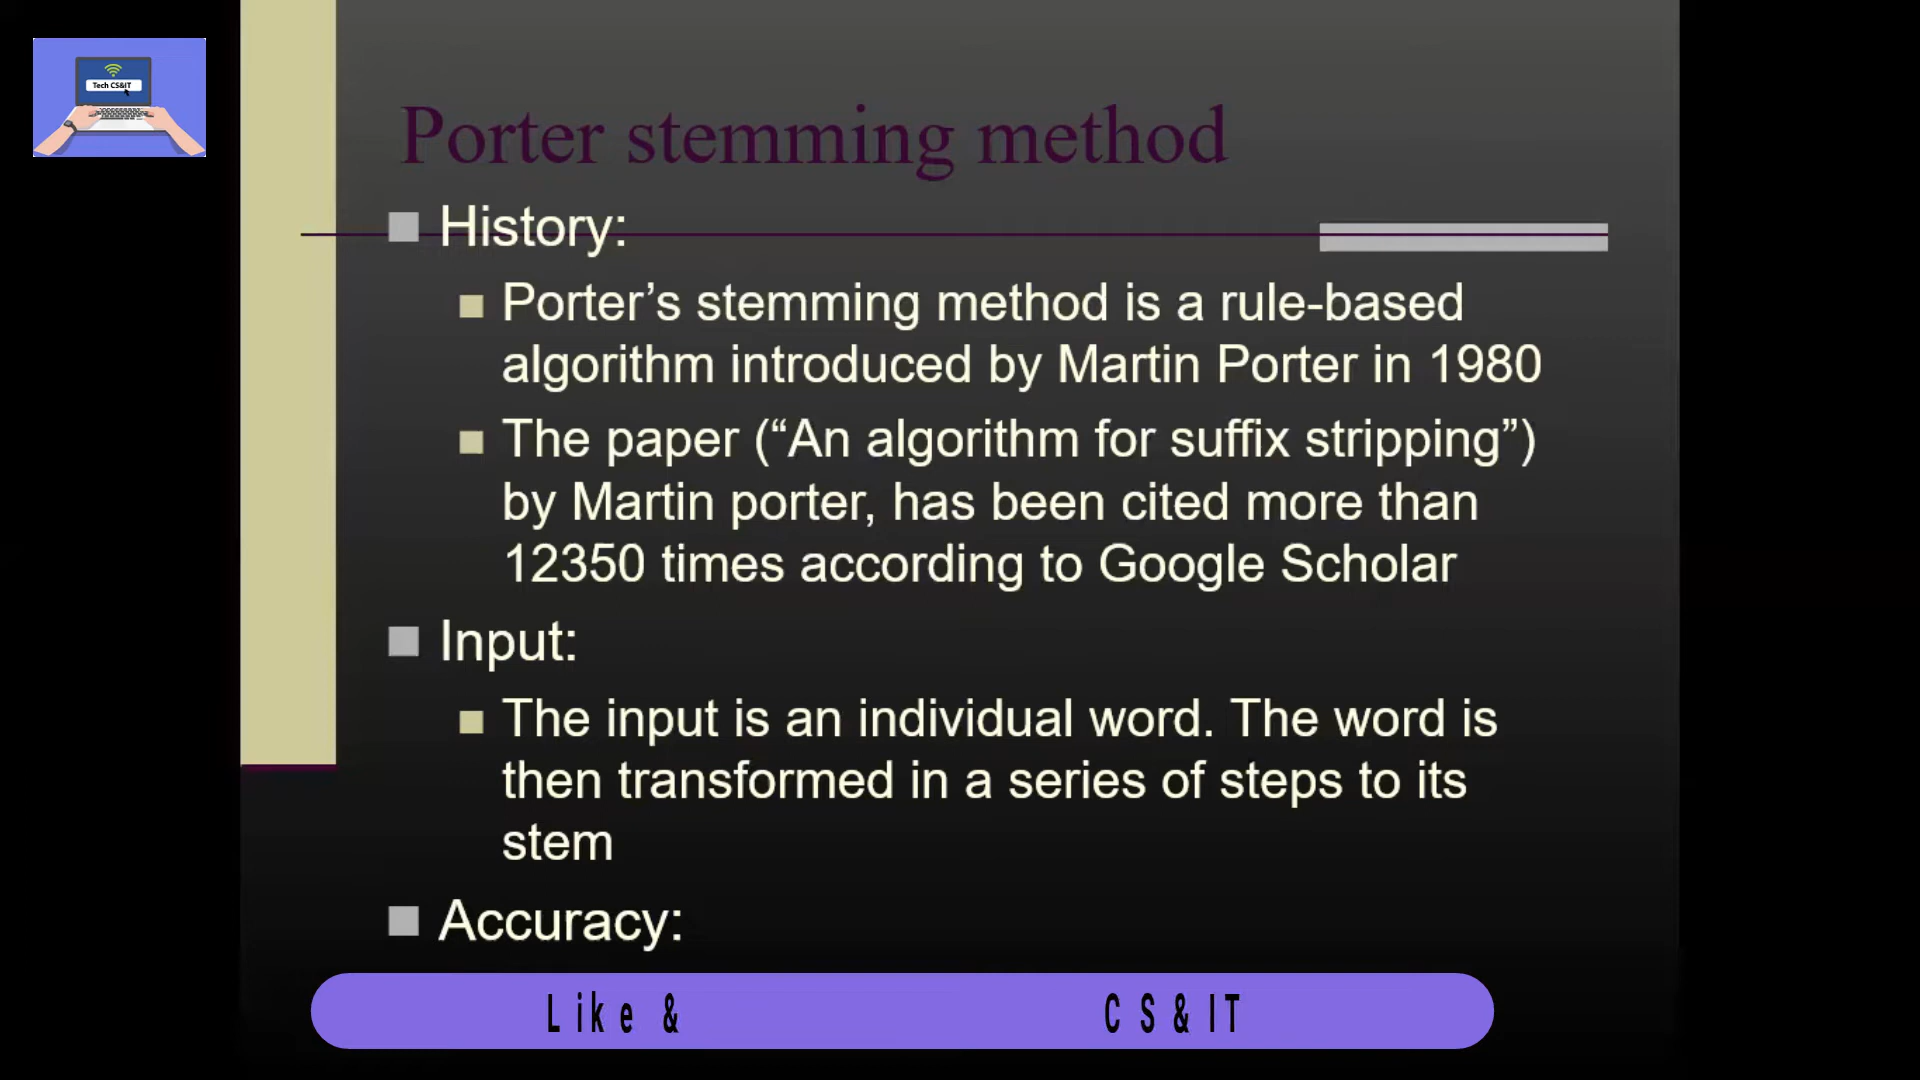 Tech CS&IT
Porter stemming method
History:
Porter’s stemming method is a rule-based
algorithm introduced by Martin Porter in 1980
The paper (“An algorithm for suffix stripping”)
by Martin porter, has been cited more than
12350 times according to Google Scholar
Input:
The input is an individual word. The word is
then transformed in a series of steps to its
stem
Accuracy:
Like & CS&IT